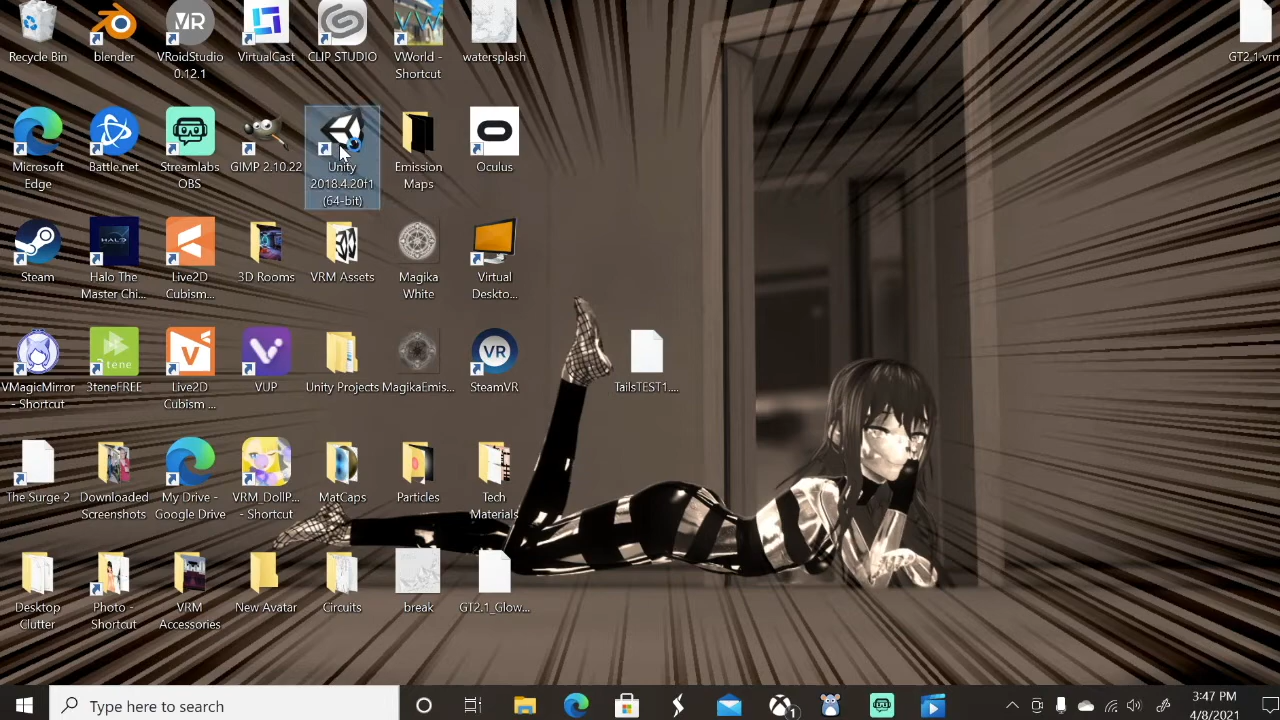 Recycle Bin
blender
VRoidStudio
0.12.1
VirtualCast
CLIP STUDIO
VWorld -
Shortcut
watersplash
GT2.1.vrm
Microsoft
Edge
Battle.net
Streamlabs
OBS
GIMP 2.10.22
Unity
2018.4.20f1
(64-bit)
Emission
Maps
Oculus
Steam
HALO
Halo The
Master Chi...
Live2D
Cubism...
3D Rooms
VRM Assets
Magika
White
Virtual
Deskto...
VMagicMirror
- Shortcut
3tene
3teneFREE
Live2D
Cubism ...
VUP
Unity Projects
MagikaEmis...
VR
SteamVR
TailsTEST1....
The Surge 2
Downloaded
Screenshots
My Drive -
Google Drive
VRM_DollP...
- Shortcut
MatCaps
Particles
Tech
Materials
Desktop
Clutter
Photo -
Shortcut
VRM
Accessories
New Avatar
Circuits
break
GT2.1_Glow...
Type here to search
1
3:47 PM
4/8/2021